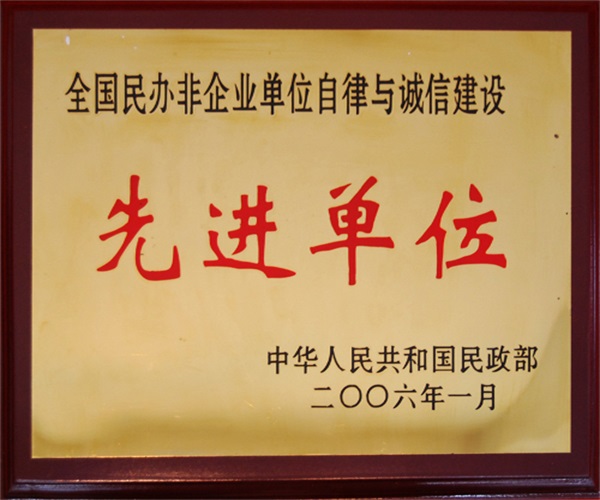 全国民办非企业单位自律与诚信建设
先进单位
中华人民共和国民政部
二〇〇六年一月